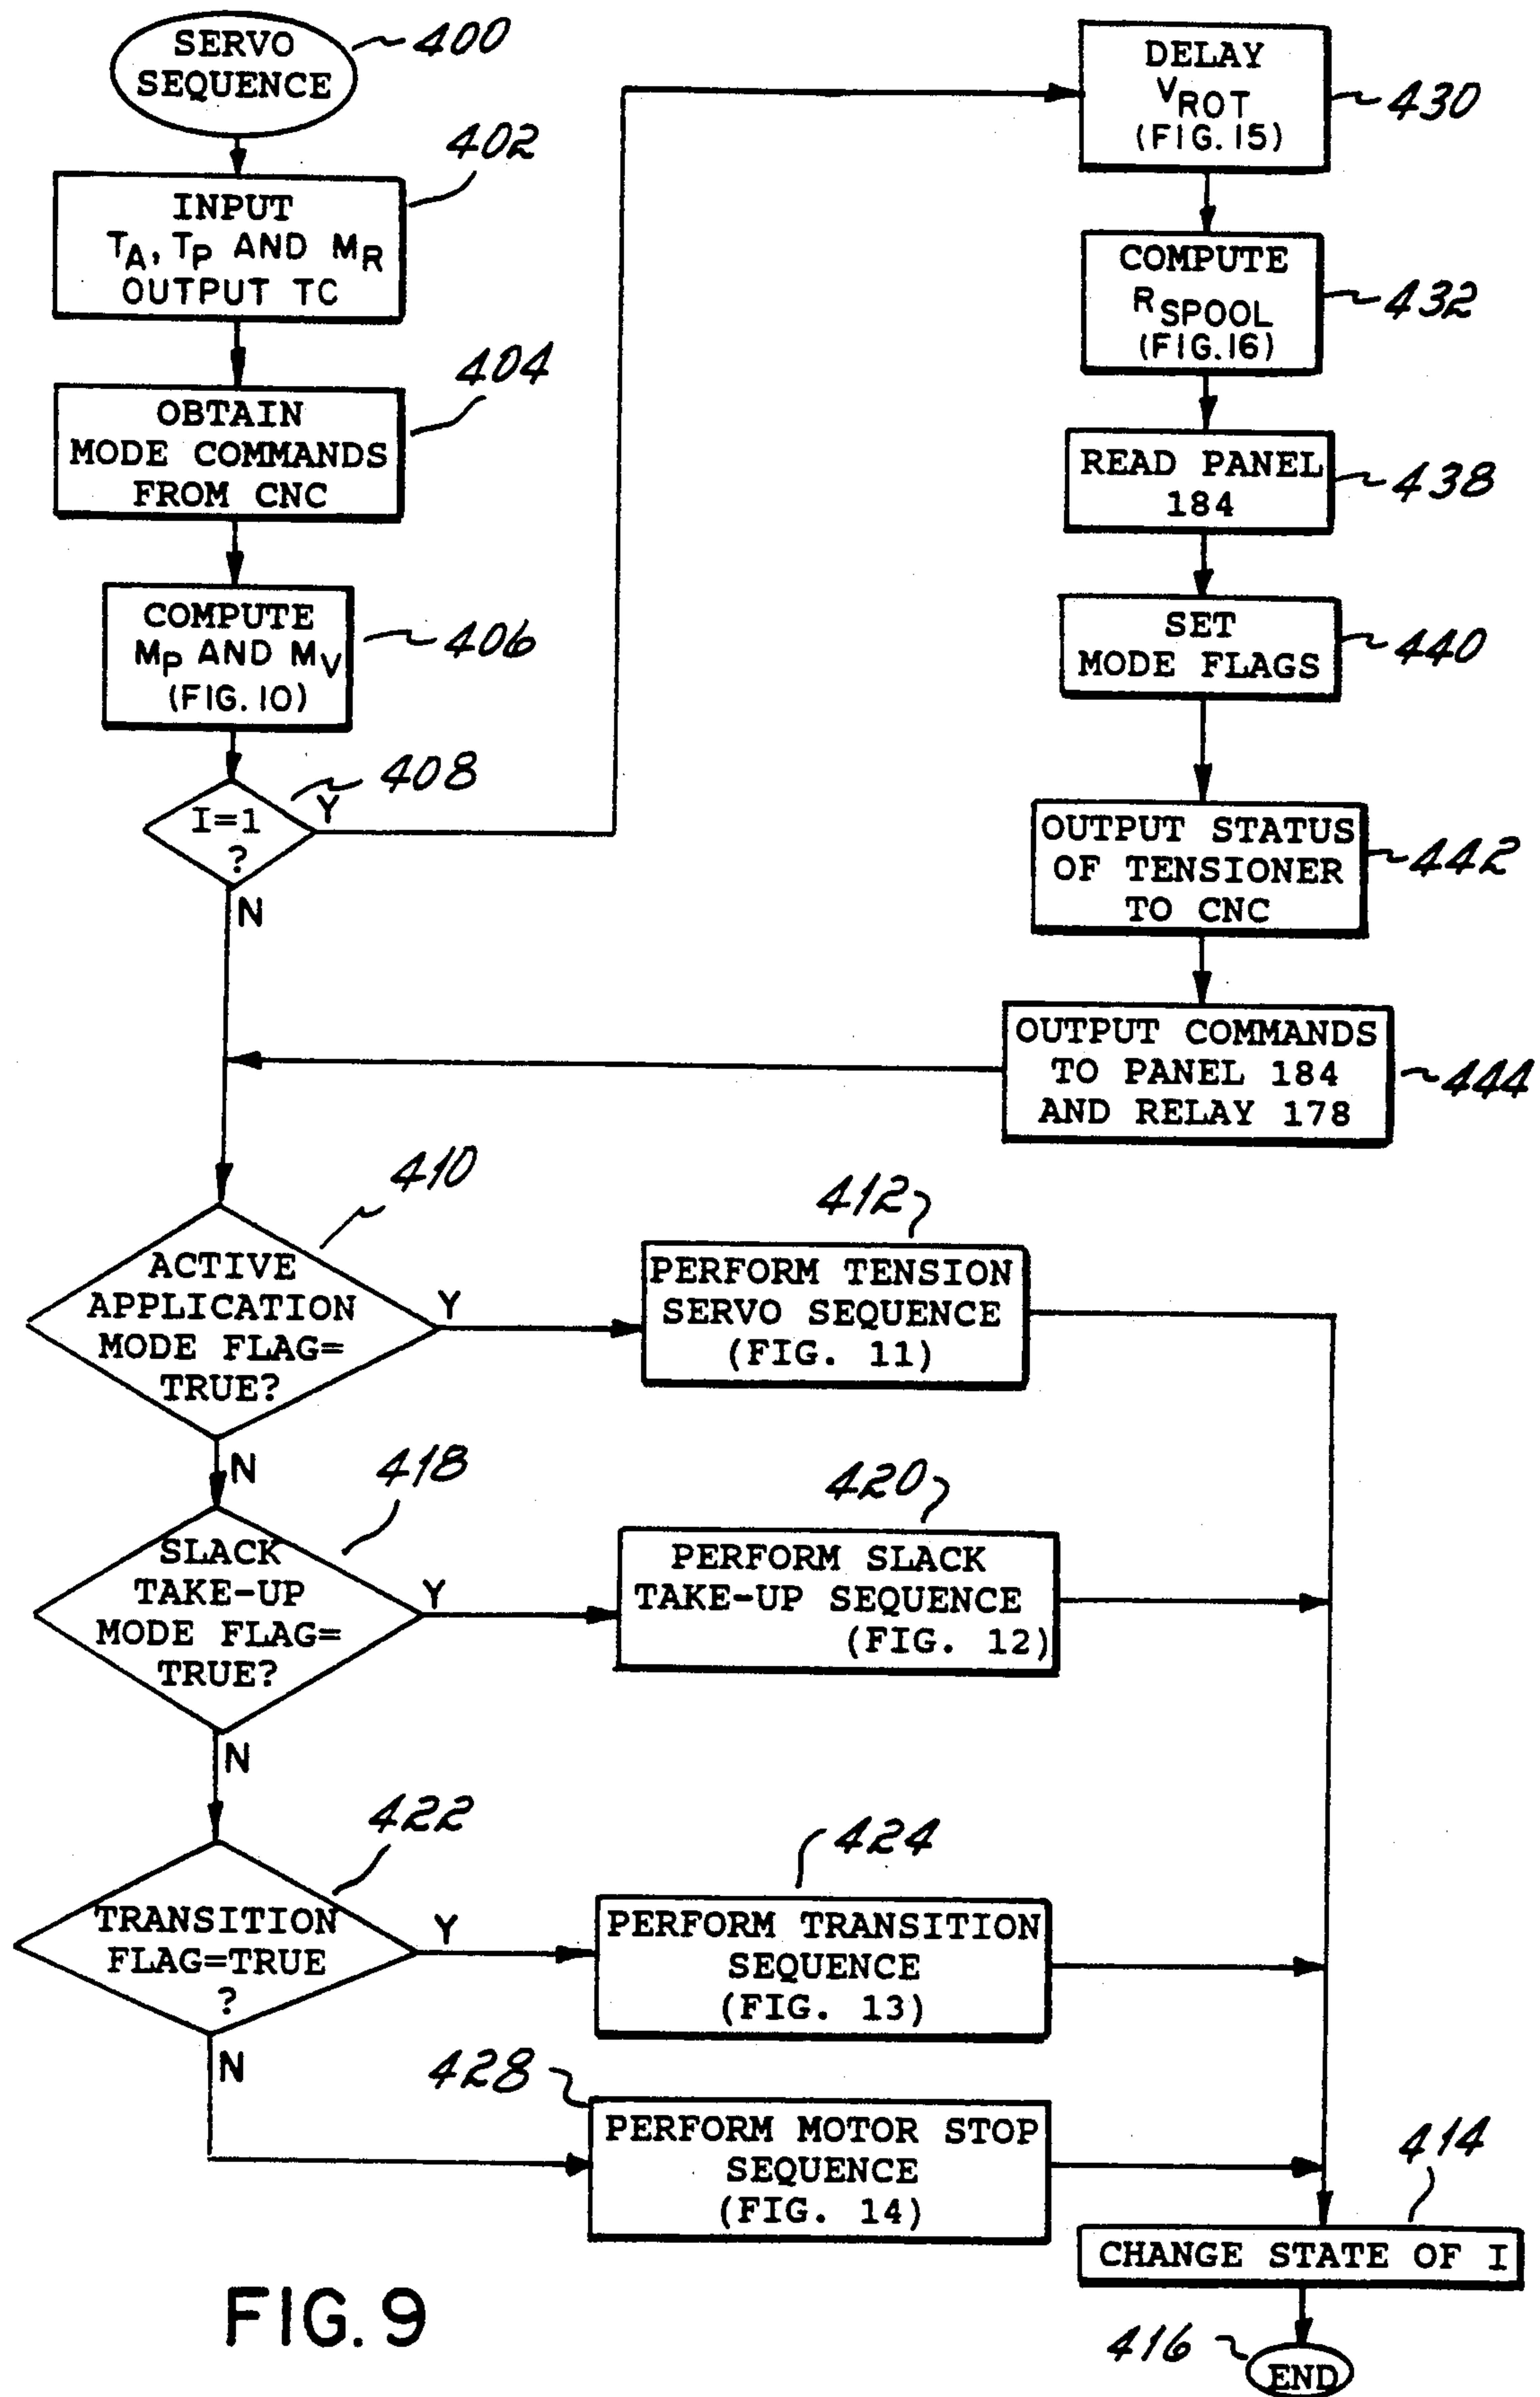 SERVO
SEQUENCE
400
402
INPUT
TA, TP AND MR
OUTPUT TC
404
OBTAIN
MODE COMMANDS
FROM CNC
COMPUTE
MP AND MV
(FIG. 10)
406
408
I=1
?
Y
N
DELAY
VROT
(FIG. 15)
430
COMPUTE
RSPOOL
(FIG. 16)
432
READ PANEL
184
438
SET
MODE FLAGS
440
OUTPUT STATUS
OF TENSIONER
TO CNC
442
OUTPUT COMMANDS
TO PANEL 184
AND RELAY 178
444
410
ACTIVE
APPLICATION
MODE FLAG=
TRUE?
Y
N
412
PERFORM TENSION
SERVO SEQUENCE
(FIG. 11)
418
SLACK
TAKE-UP
MODE FLAG=
TRUE?
Y
N
420
PERFORM SLACK
TAKE-UP SEQUENCE
(FIG. 12)
422
TRANSITION
FLAG=TRUE
?
Y
N
424
PERFORM TRANSITION
SEQUENCE
(FIG. 13)
428
PERFORM MOTOR STOP
SEQUENCE
(FIG. 14)
414
CHANGE STATE OF I
416
END
FIG. 9